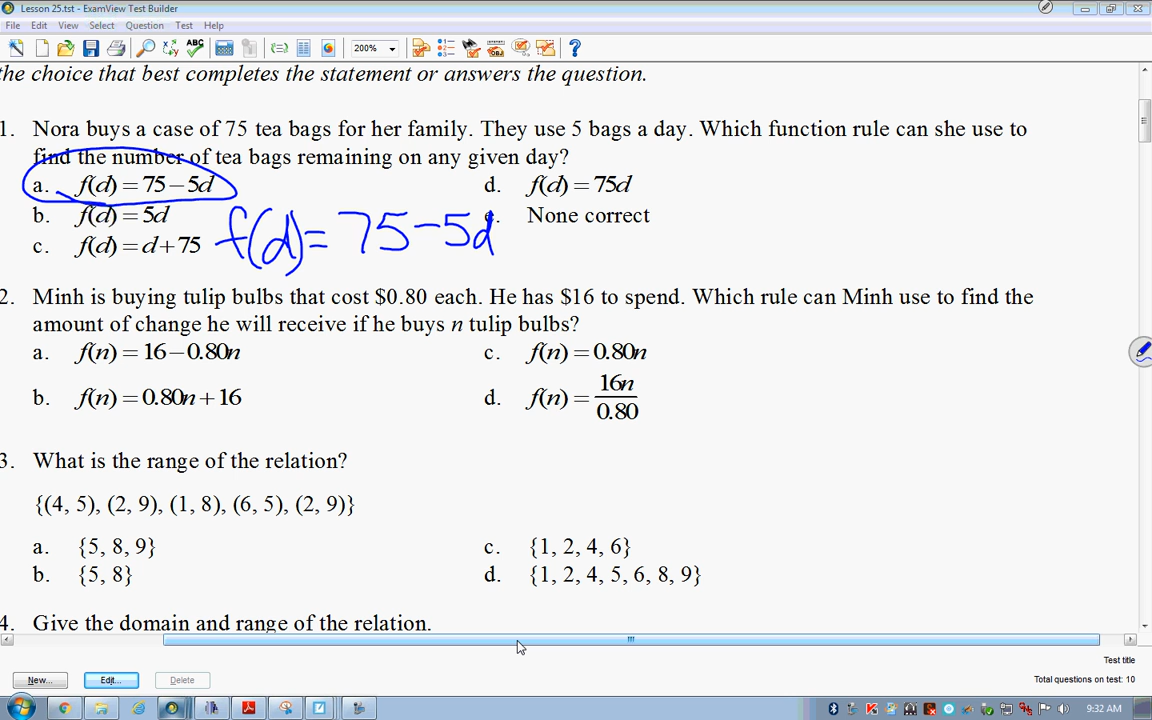 Lesson 25.tst - ExamView Test Builder
File Edit View Select Question Test Help
200%
the choice that best completes the statement or answers the question.
1. Nora buys a case of 75 tea bags for her family. They use 5 bags a day. Which function rule can she use to
find the number of tea bags remaining on any given day?
a. f(d) = 75 − 5d
d. f(d) = 75d
b. f(d) = 5d
e. None correct
c. f(d) = d + 75
f(d) = 75 − 5d
2. Minh is buying tulip bulbs that cost $0.80 each. He has $16 to spend. Which rule can Minh use to find the
amount of change he will receive if he buys n tulip bulbs?
a. f(n) = 16 − 0.80n
c. f(n) = 0.80n
b. f(n) = 0.80n + 16
d. f(n) = 16n/0.80
3. What is the range of the relation?
{(4, 5), (2, 9), (1, 8), (6, 5), (2, 9)}
a. {5, 8, 9}
c. {1, 2, 4, 6}
b. {5, 8}
d. {1, 2, 4, 5, 6, 8, 9}
4. Give the domain and range of the relation.
Test title
New... Edit... Delete
Total questions on test: 10
9:32 AM